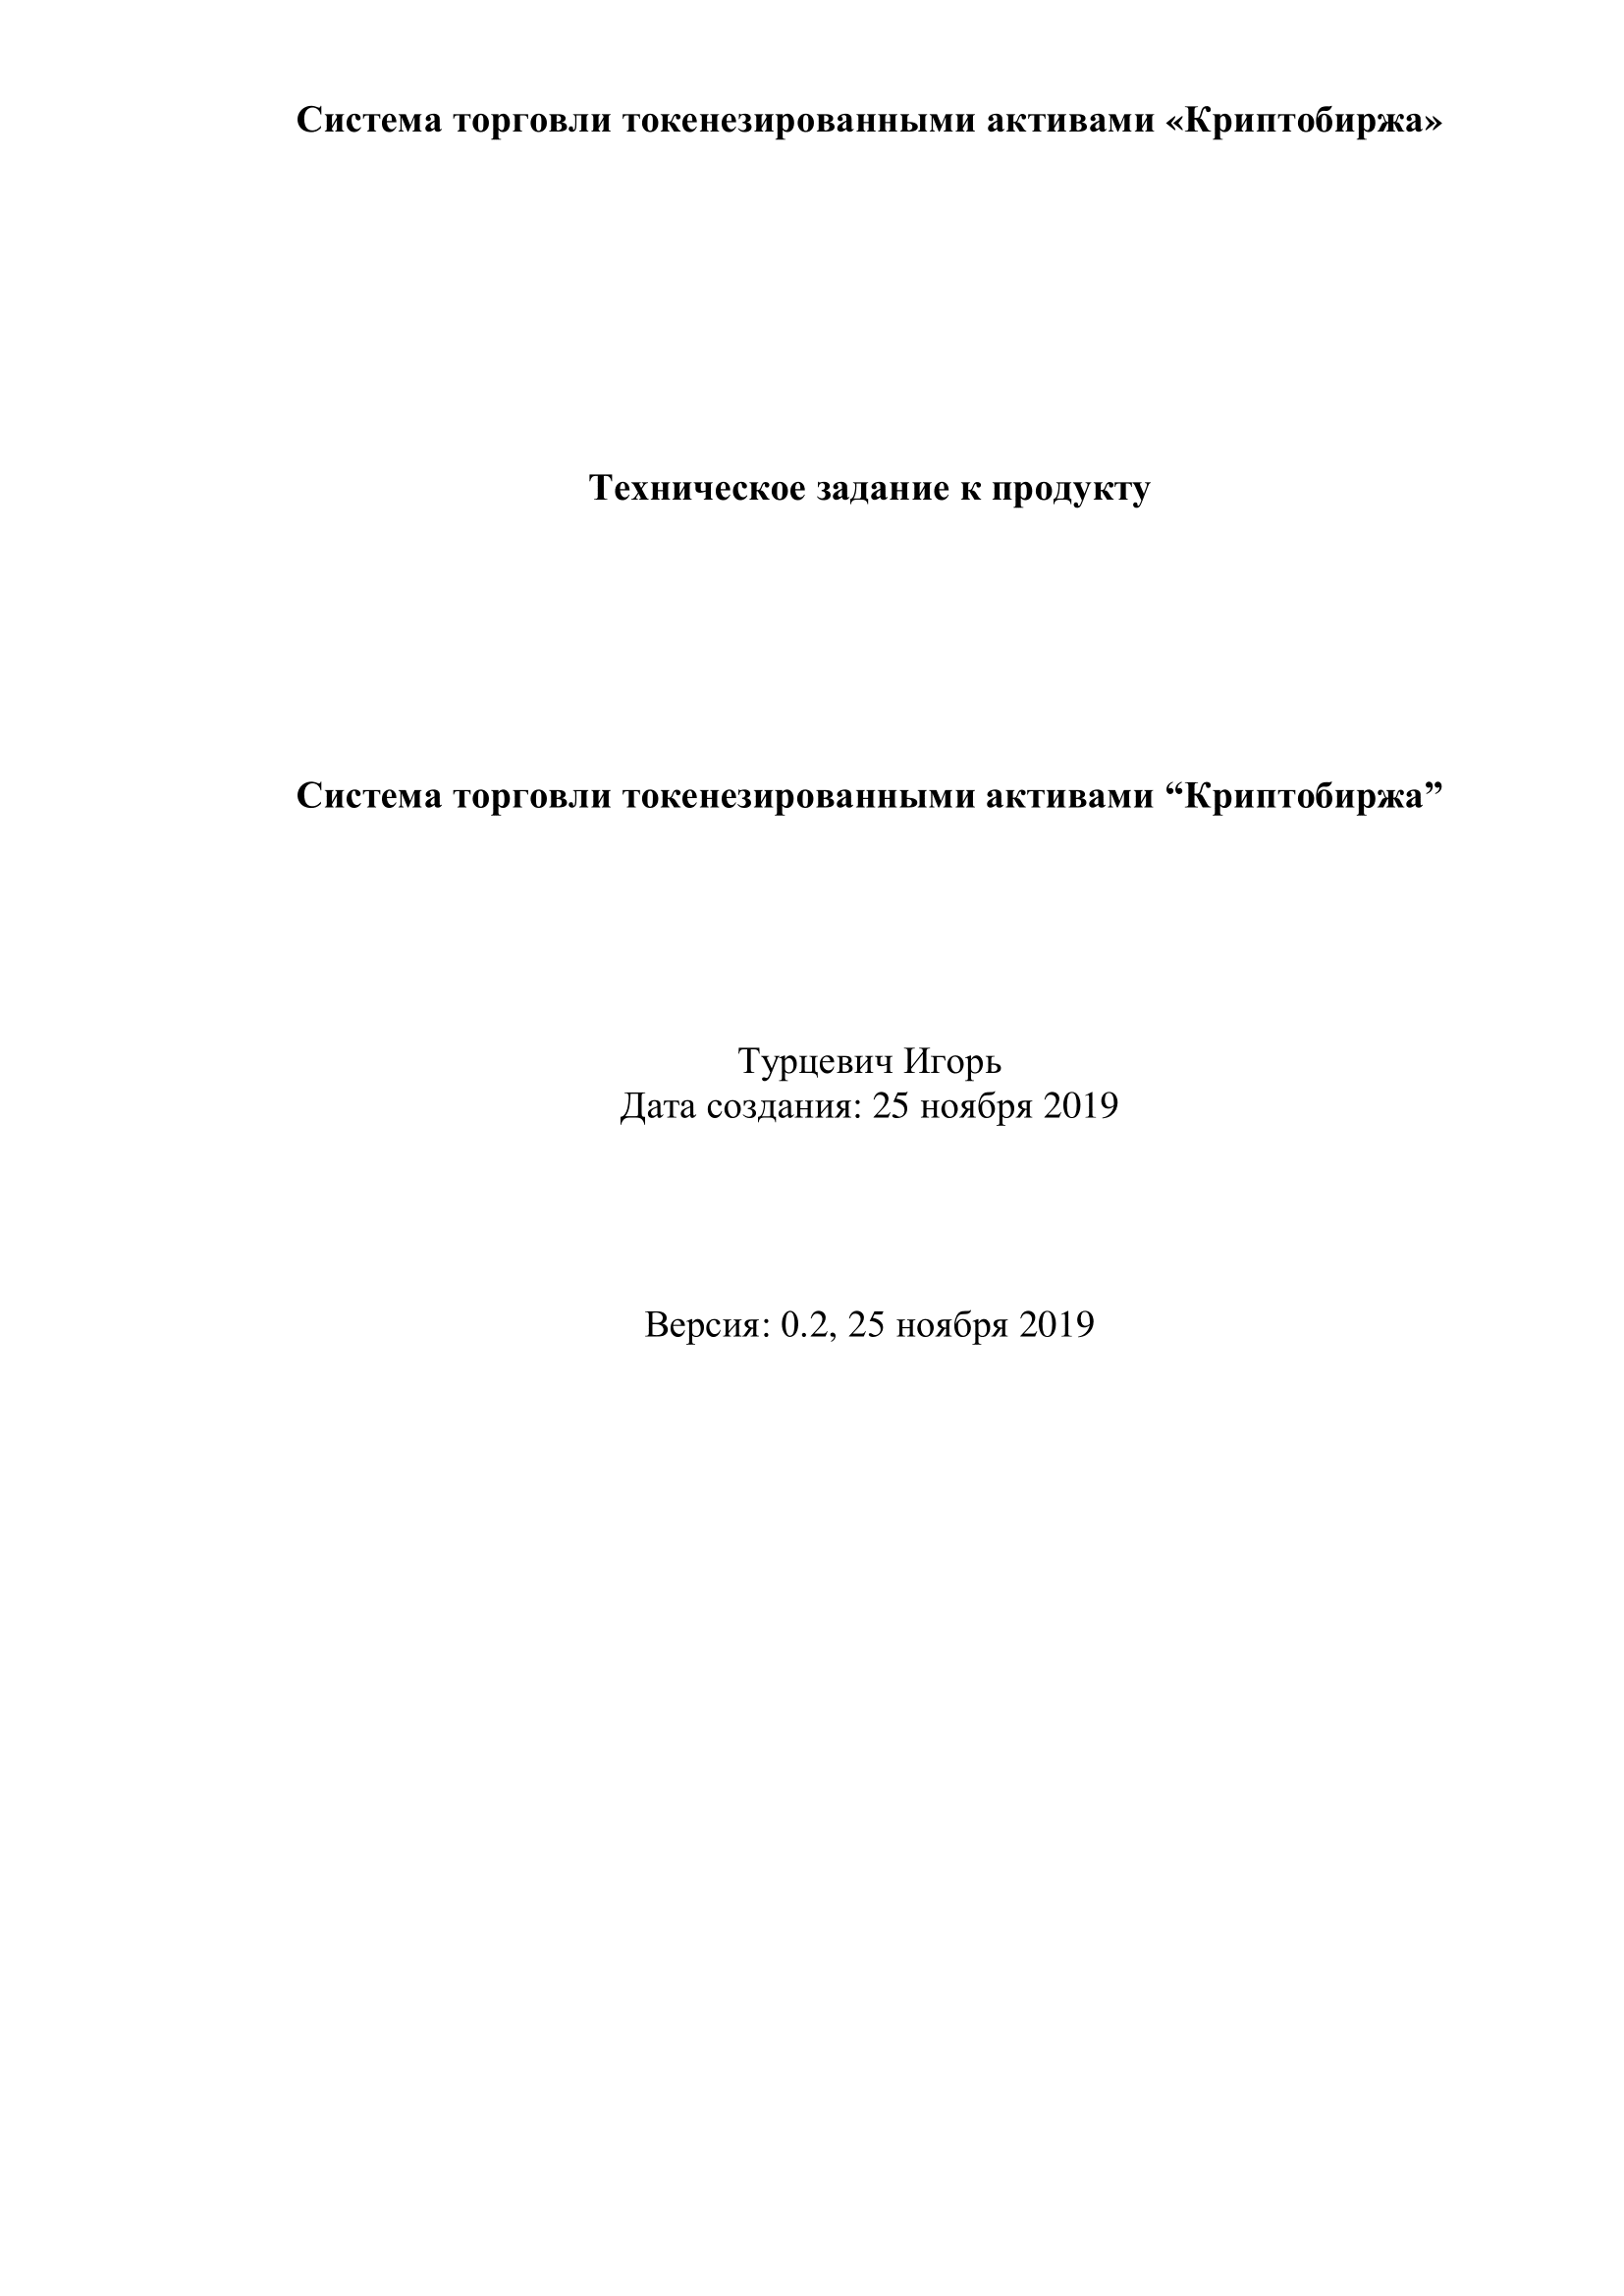 Система торговли токенезированными активами «Криптобиржа»
Техническое задание к продукту
Система торговли токенезированными активами “Криптобиржа”
Турцевич Игорь
Дата создания: 25 ноября 2019
Версия: 0.2, 25 ноября 2019